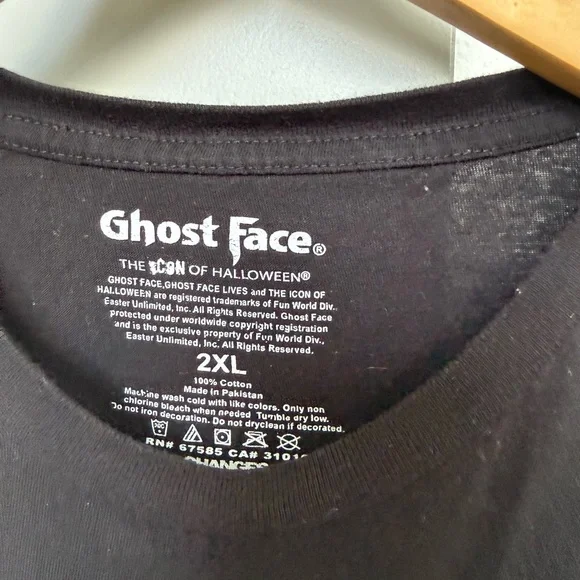 Ghost Face®
THE ICON OF HALLOWEEN®
GHOST FACE,GHOST FACE LIVES and THE ICON OF
HALLOWEEN are registered trademarks of Fun World Div.,
Easter Unlimited, Inc. All Rights Reserved. Ghost Face
protected under worldwide copyright registration
and is the exclusive property of Fun World Div.,
Easter Unlimited, Inc. All Rights Reserved.
2XL
100% Cotton
Made in Pakistan
Machine wash cold with like colors. Only non
chlorine bleach when needed Tumble dry low.
Do not iron decoration. Do not dryclean if decorated.
RN# 67585 CA#
CHANGES